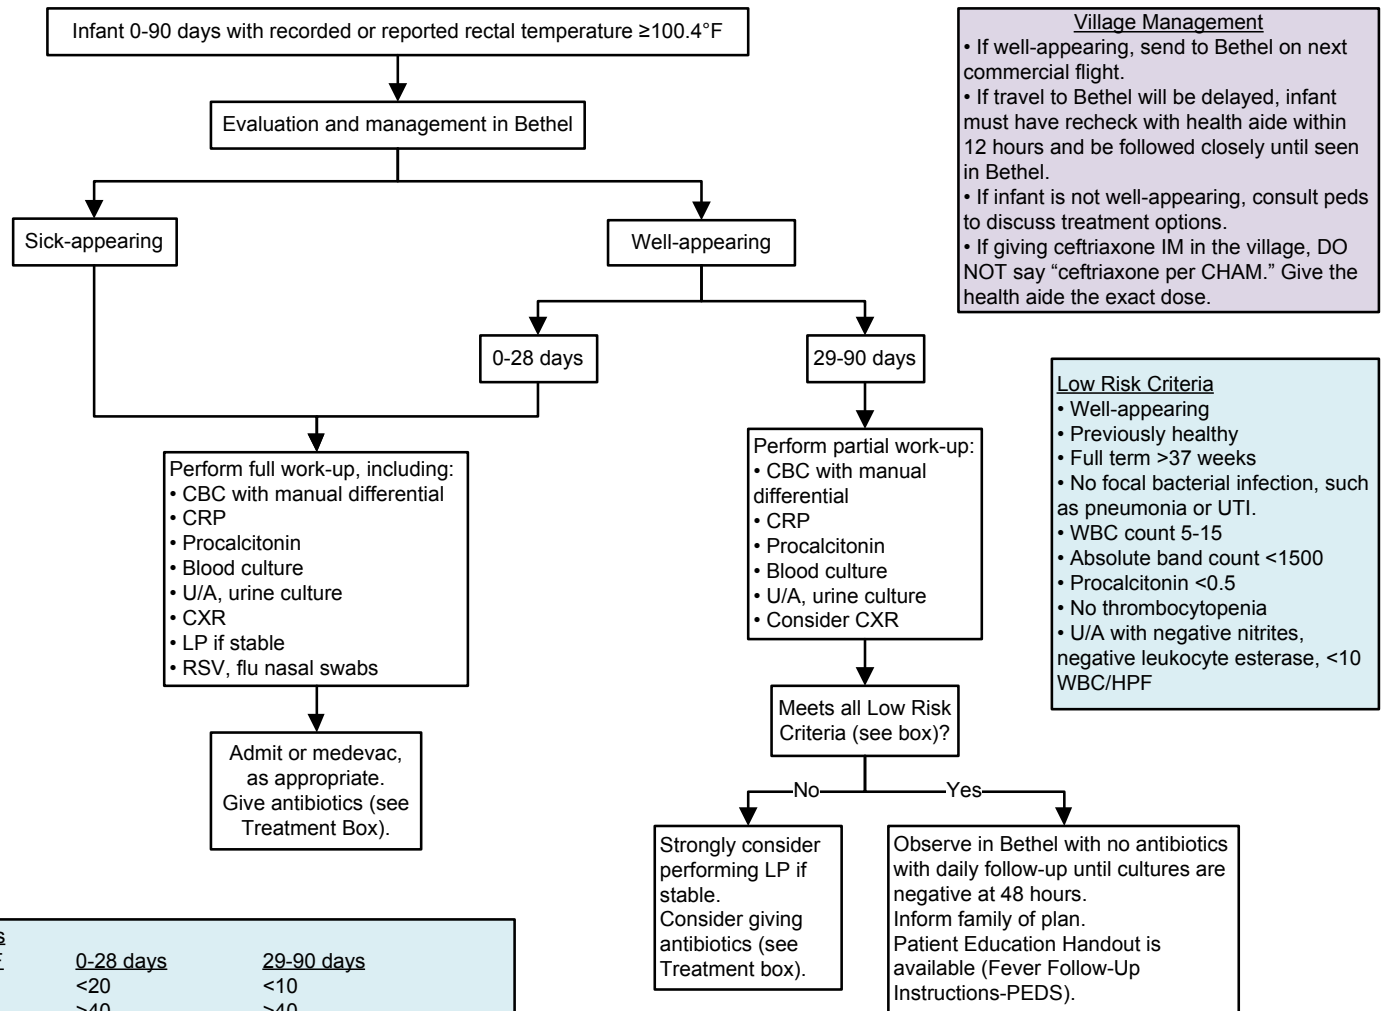 Infant 0-90 days with recorded or reported rectal temperature ≥100.4°F
Evaluation and management in Bethel
Sick-appearing
Well-appearing
0-28 days
29-90 days
Perform full work-up, including:
• CBC with manual differential
• CRP
• Procalcitonin
• Blood culture
• U/A, urine culture
• CXR
• LP if stable
• RSV, flu nasal swabs
Admit or medevac,
as appropriate.
Give antibiotics (see
Treatment Box).
Perform partial work-up:
• CBC with manual
differential
• CRP
• Procalcitonin
• Blood culture
• U/A, urine culture
• Consider CXR
Meets all Low Risk
Criteria (see box)?
No
Yes
Strongly consider
performing LP if
stable.
Consider giving
antibiotics (see
Treatment box).
Observe in Bethel with no antibiotics
with daily follow-up until cultures are
negative at 48 hours.
Inform family of plan.
Patient Education Handout is
available (Fever Follow-Up
Instructions-PEDS).
Village Management
• If well-appearing, send to Bethel on next
commercial flight.
• If travel to Bethel will be delayed, infant
must have recheck with health aide within
12 hours and be followed closely until seen
in Bethel.
• If infant is not well-appearing, consult peds
to discuss treatment options.
• If giving ceftriaxone IM in the village, DO
NOT say “ceftriaxone per CHAM.” Give the
health aide the exact dose.
Low Risk Criteria
• Well-appearing
• Previously healthy
• Full term >37 weeks
• No focal bacterial infection, such
as pneumonia or UTI.
• WBC count 5-15
• Absolute band count <1500
• Procalcitonin <0.5
• No thrombocytopenia
• U/A with negative nitrites,
negative leukocyte esterase, <10
WBC/HPF
0-28 days 29-90 days
<20 <10